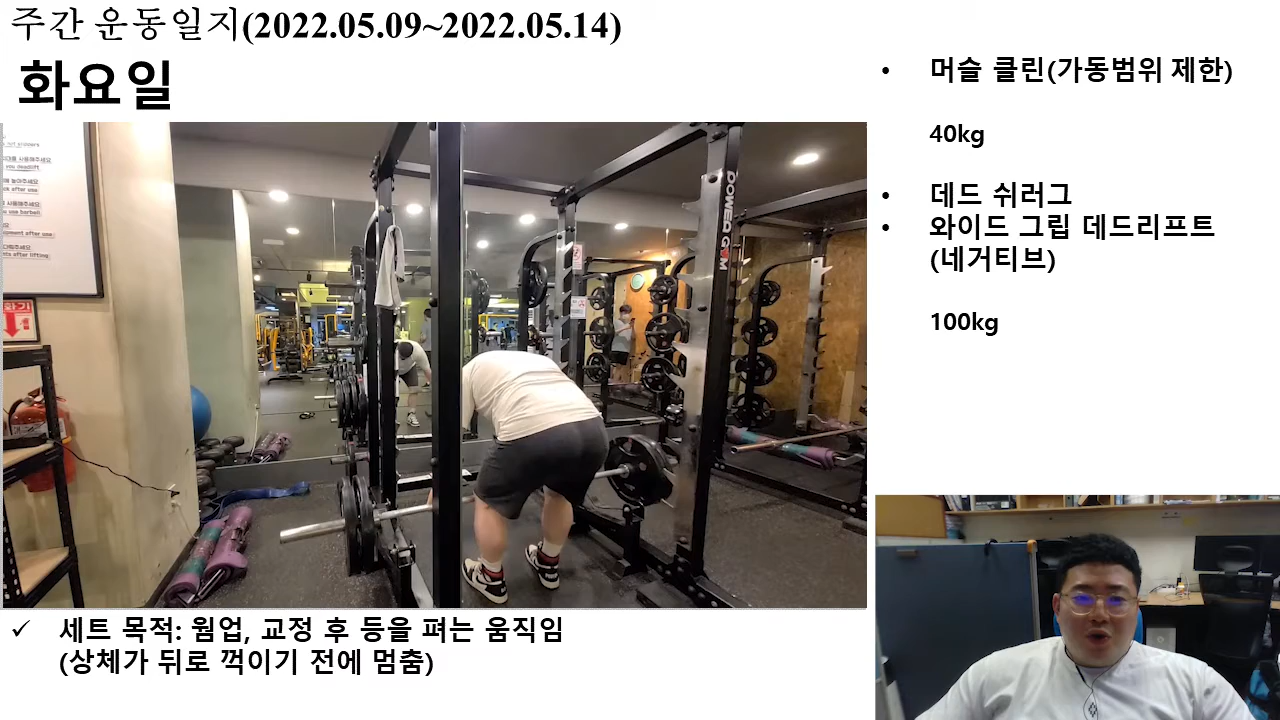 주간 운동일지(2022.05.09~2022.05.14)
화요일
• 머슬 클린(가동범위 제한)
40kg
• 데드 쉬러그
• 와이드 그립 데드리프트
(네거티브)
100kg
POWER GYM
✓ 세트 목적: 웜업, 교정 후 등을 펴는 움직임
(상체가 뒤로 꺽이기 전에 멈춤)